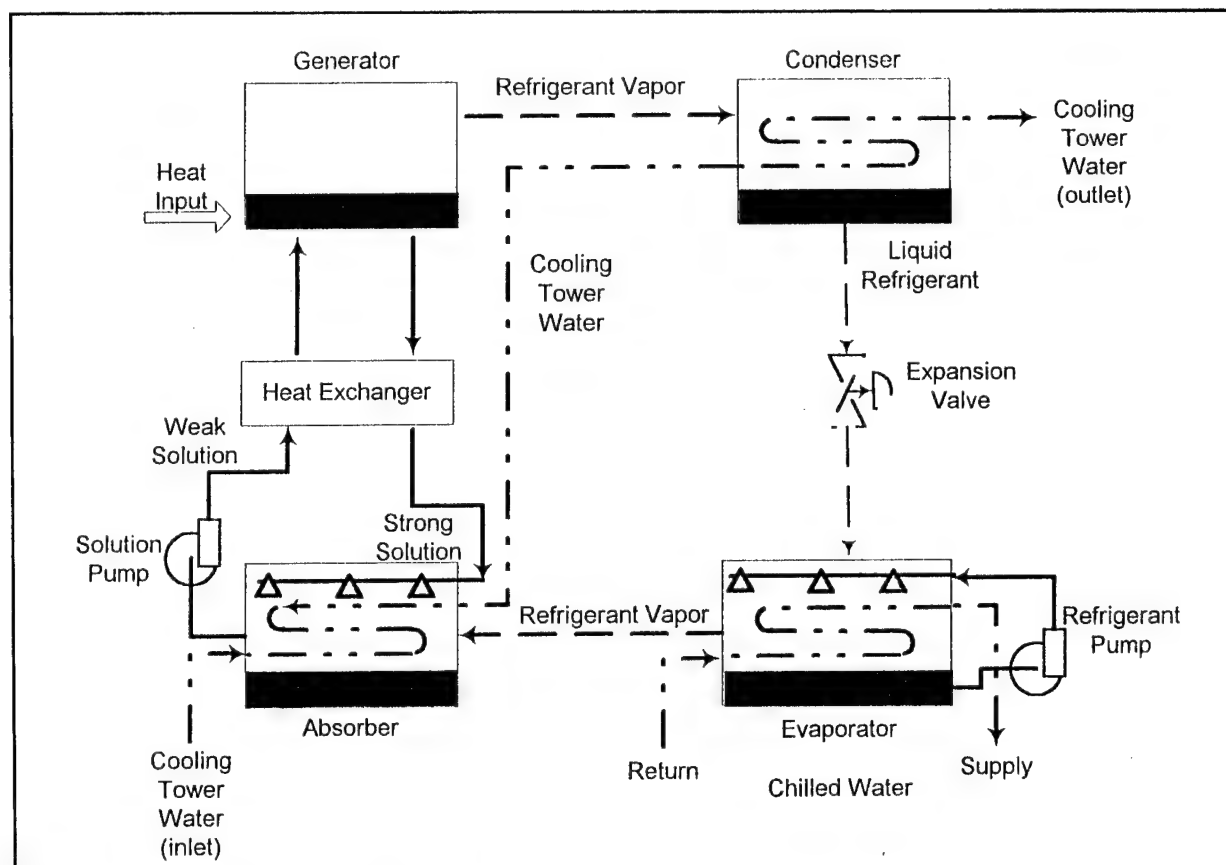 Generator
Condenser
Refrigerant Vapor
Cooling
Tower
Water
(outlet)
Heat
Input
Liquid
Refrigerant
Cooling
Tower
Water
Expansion
Valve
Heat Exchanger
Weak
Solution
Strong
Solution
Solution
Pump
Refrigerant Vapor
Refrigerant
Pump
Absorber
Evaporator
Cooling
Tower
Water
(inlet)
Return
Chilled Water
Supply